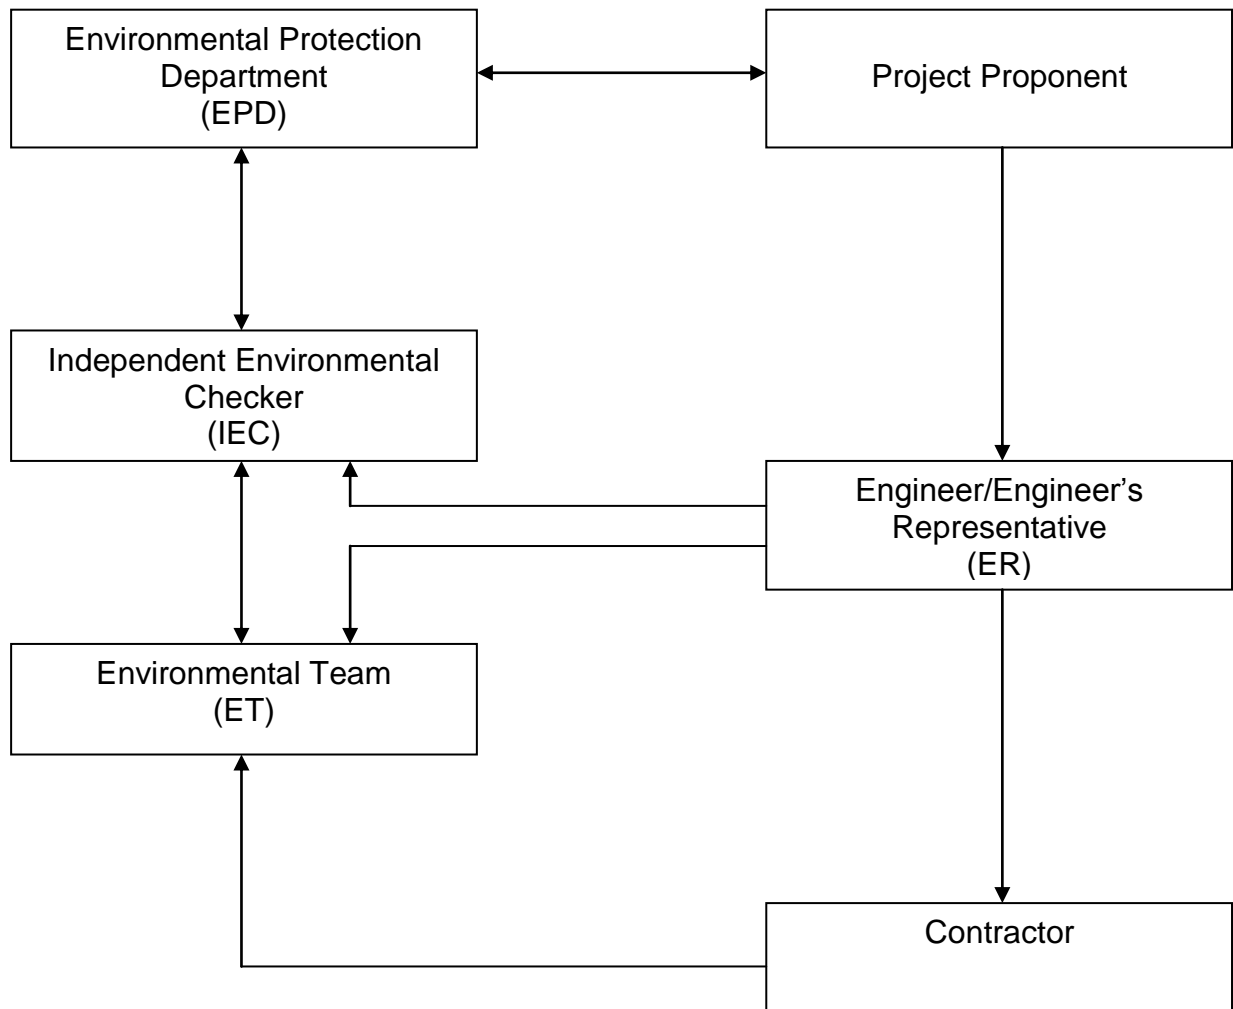 Environmental Protection
Department
(EPD)
Project Proponent
Independent Environmental
Checker
(IEC)
Engineer/Engineer’s
Representative
(ER)
Environmental Team
(ET)
Contractor